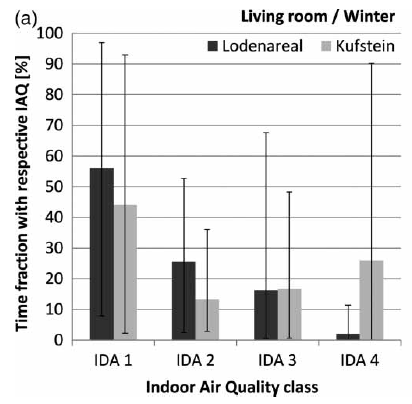 (a)
Living room / Winter
Lodenareal
Kufstein
Time fraction with respective IAQ [%]
100
90
80
70
60
50
40
30
20
10
0
IDA 1
IDA 2
IDA 3
IDA 4
Indoor Air Quality class